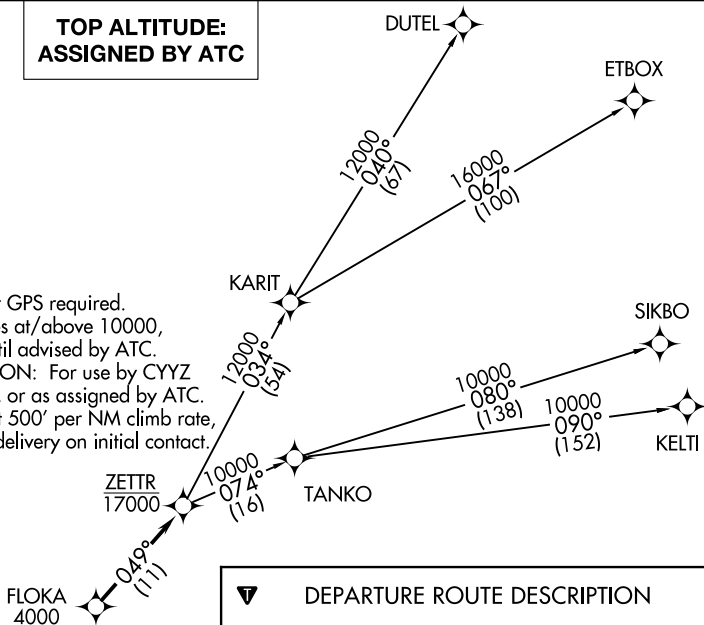 TOP ALTITUDE:
ASSIGNED BY ATC
DUTEL
ETBOX
12000
040°
(67)
16000
067°
(100)
KARIT
GPS required.
at/above 10000,
advised by ATC.
For use by CYYZ
or as assigned by ATC.
500' per NM climb rate,
delivery on initial contact.
12000
034°
(54)
SIKBO
10000
080°
(138)
10000
090°
(152)
KELTI
ZETTR
17000
10000
074°
(16)
TANKO
049°
(11)
FLOKA
4000
T DEPARTURE ROUTE DESCRIPTION